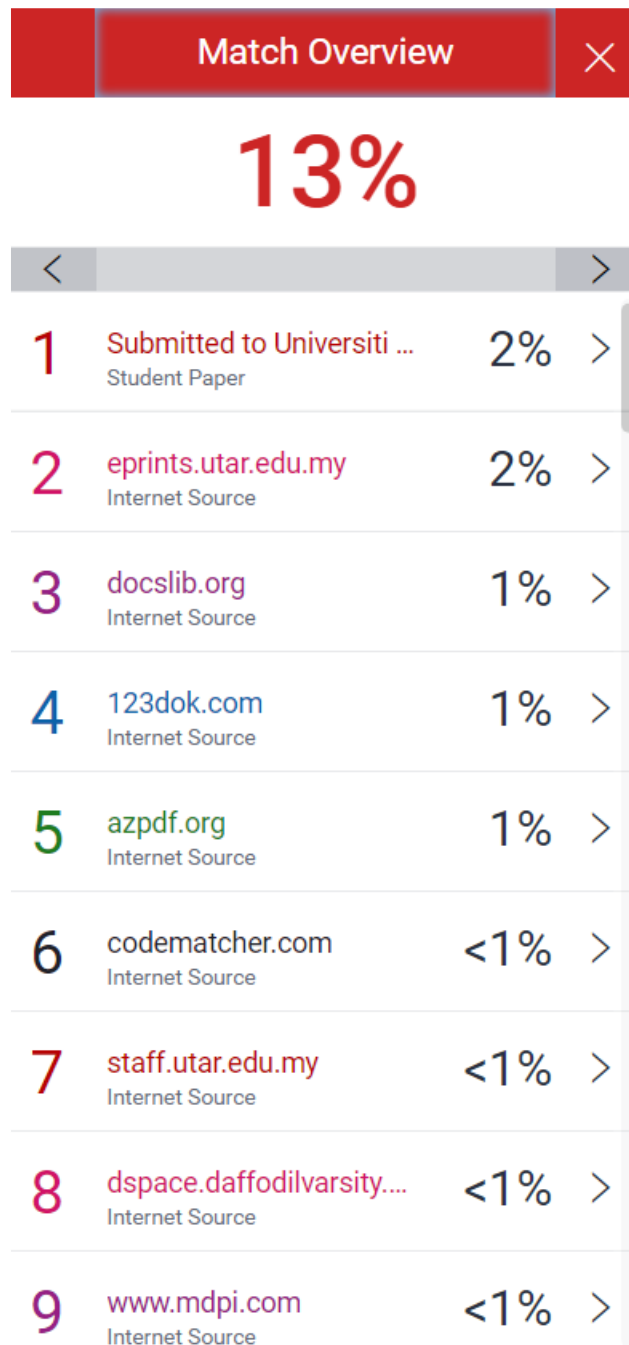 Match Overview
13%
1 Submitted to Universiti ... 2%
Student Paper
2 eprints.utar.edu.my 2%
Internet Source
3 docslib.org 1%
Internet Source
4 123dok.com 1%
Internet Source
5 azpdf.org 1%
Internet Source
6 codematcher.com <1%
Internet Source
7 staff.utar.edu.my <1%
Internet Source
8 dspace.daffodilvarsity.... <1%
Internet Source
9 www.mdpi.com <1%
Internet Source